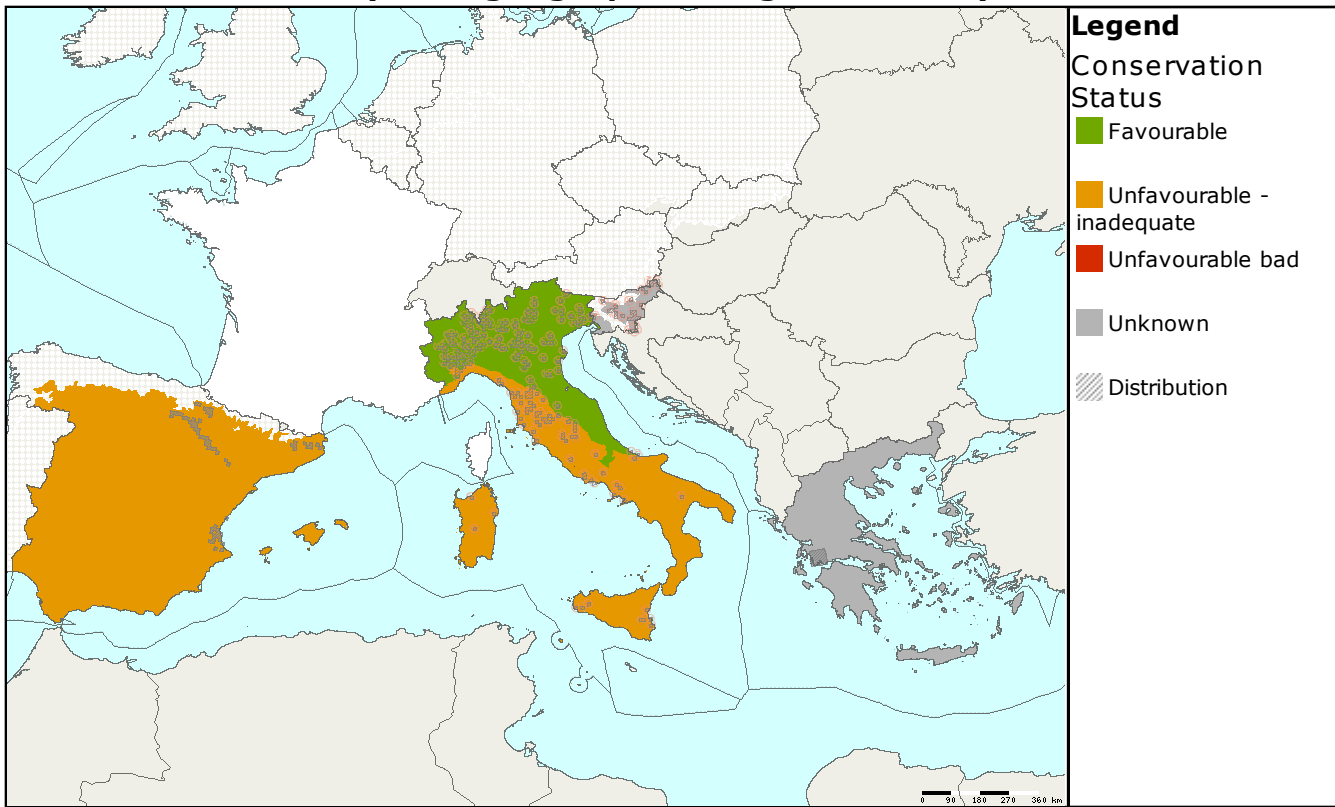 Legend
Conservation
Status
Favourable
Unfavourable -
inadequate
Unfavourable bad
Unknown
Distribution
0 90 180 270 360 km